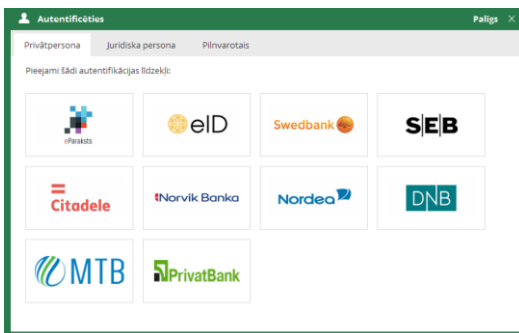 Autentificēties Palīgs
Privātpersona Juridiska persona Pilnvarotais
Pieejami šādi autentifikācijas līdzekļi:
eParaksts eID Swedbank SEB
Citadele Norvik Banka Nordea DNB
MTB PrivatBank